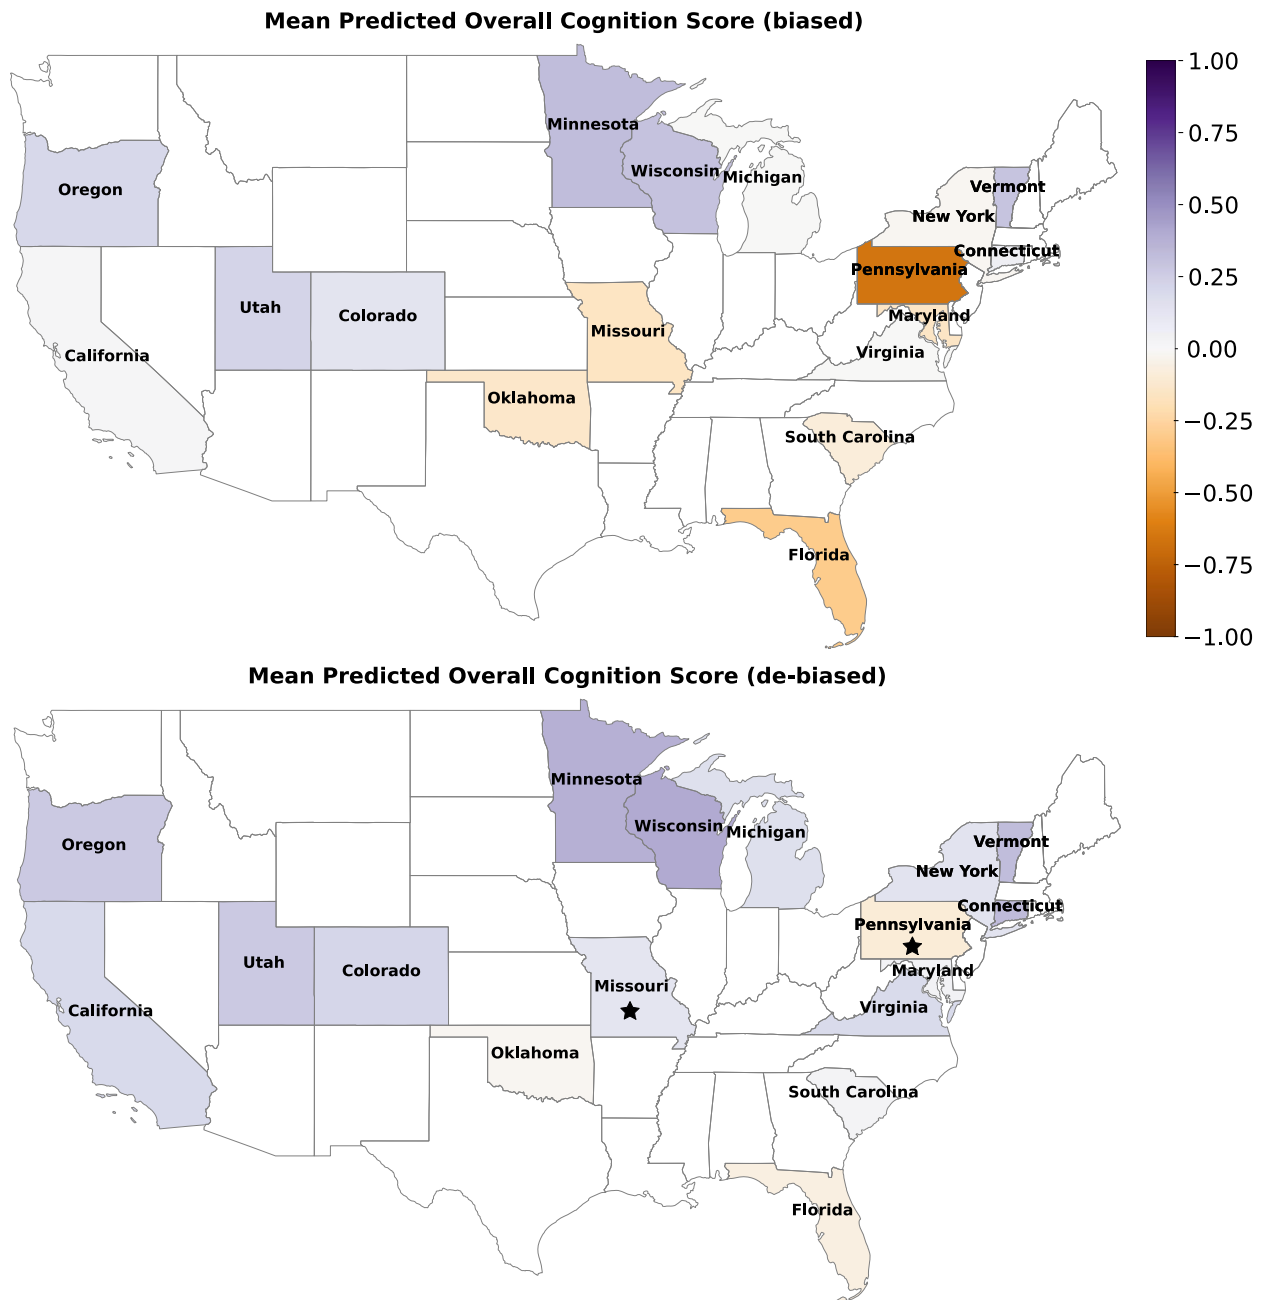 Mean Predicted Overall Cognition Score (biased)
1.00
0.75
0.50
0.25
0.00
−0.25
−0.50
−0.75
−1.00
Minnesota
Wisconsin
Michigan
Vermont
Oregon
New York
Connecticut
Pennsylvania
Utah
Colorado
Maryland
Missouri
California
Virginia
Oklahoma
South Carolina
Florida
Mean Predicted Overall Cognition Score (de-biased)
Minnesota
Wisconsin
Michigan
Vermont
Oregon
New York
Connecticut
Pennsylvania
Utah
Colorado
Maryland
Missouri
California
Virginia
Oklahoma
South Carolina
Florida